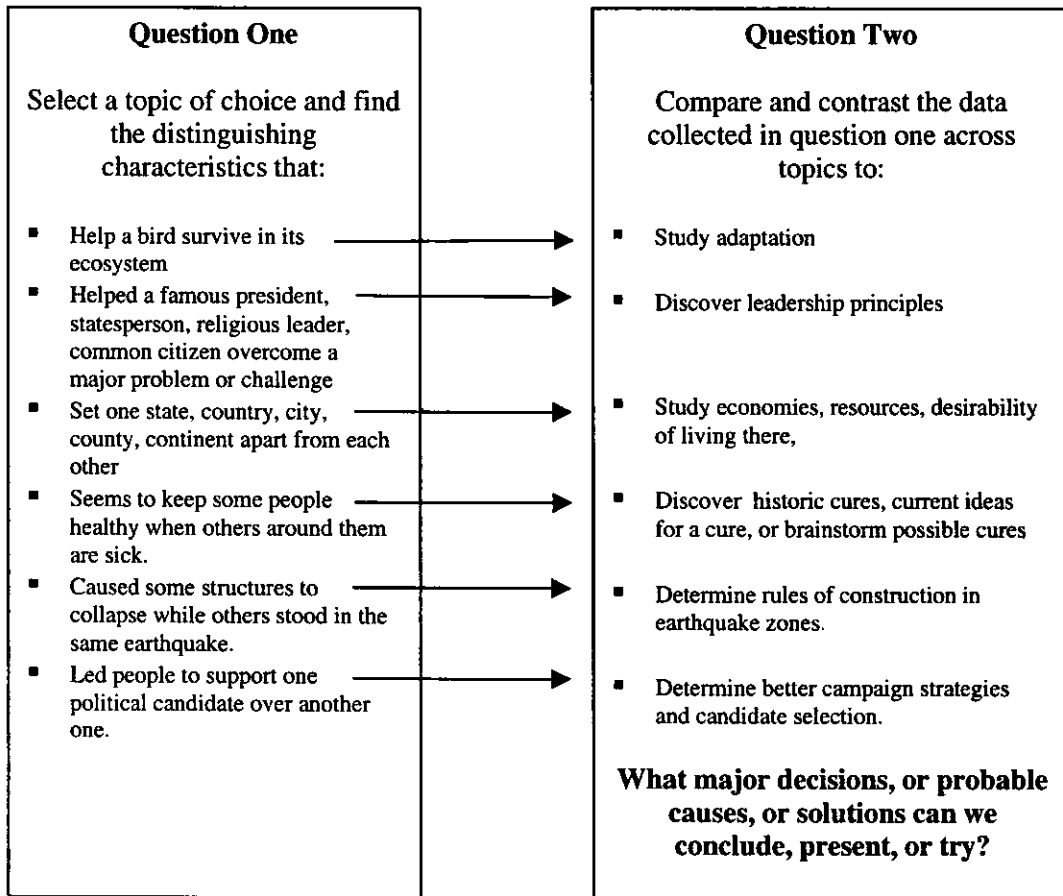 Question One
Select a topic of choice and find
the distinguishing
characteristics that:
▪ Help a bird survive in its
ecosystem
▪ Helped a famous president,
statesperson, religious leader,
common citizen overcome a
major problem or challenge
▪ Set one state, country, city,
county, continent apart from each
other
▪ Seems to keep some people
healthy when others around them
are sick.
▪ Caused some structures to
collapse while others stood in the
same earthquake.
▪ Led people to support one
political candidate over another
one.
Question Two
Compare and contrast the data
collected in question one across
topics to:
▪ Study adaptation
▪ Discover leadership principles
▪ Study economies, resources, desirability
of living there,
▪ Discover historic cures, current ideas
for a cure, or brainstorm possible cures
▪ Determine rules of construction in
earthquake zones.
▪ Determine better campaign strategies
and candidate selection.
What major decisions, or probable
causes, or solutions can we
conclude, present, or try?